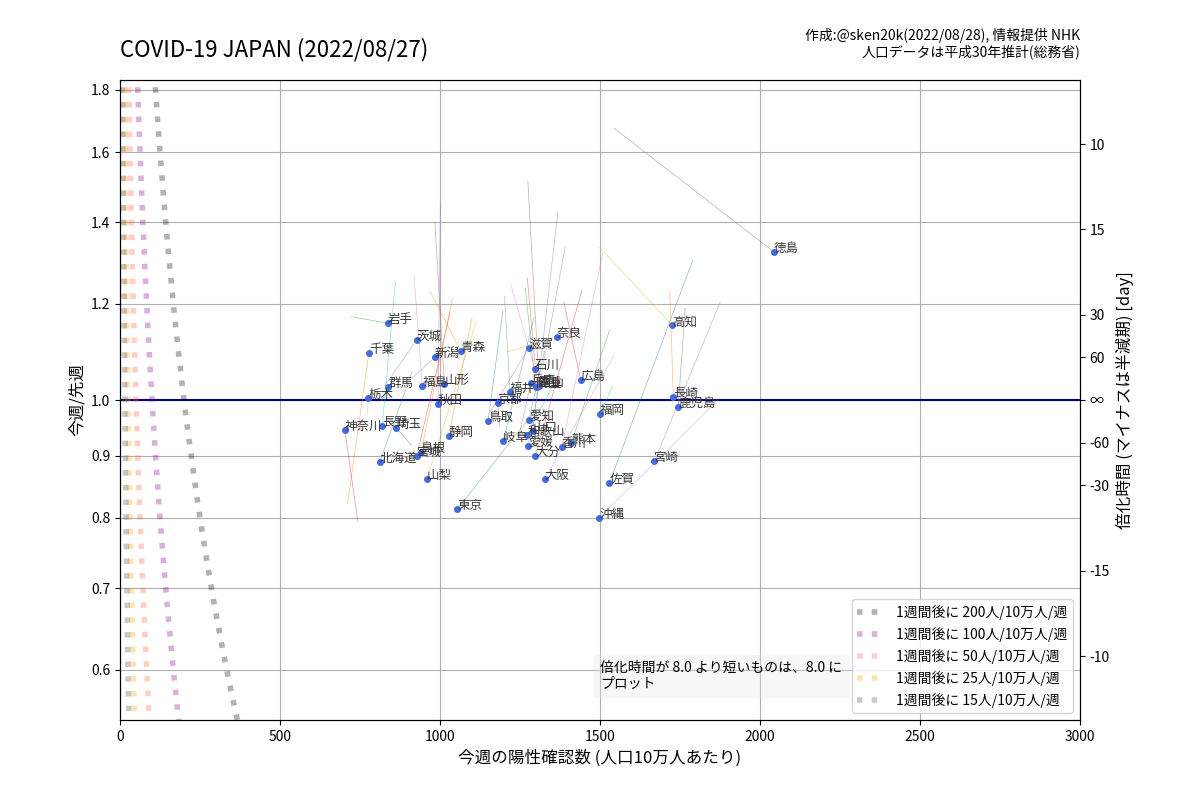 COVID-19 JAPAN (2022/08/27)
作成:@sken20k(2022/08/28), 情報提供 NHK
人口データは平成30年推計(総務省)
今週/先週
1.8
1.6
1.4
1.2
1.0
0.9
0.8
0.7
0.6
10
15
30
60
∞
-60
-30
-15
-10
倍化時間 (マイナスは半減期) [day]
徳島
高知
岩手
茨城
奈良
滋賀
千葉
新潟
青森
石川
広島
群馬
福島
山形
福井
栃木
秋田
京都
長崎
鹿児島
福岡
鳥取
愛知
神奈川
長野
埼玉
静岡
岐阜
和歌山
愛媛
香川
熊本
大分
島根
宮城
北海道
宮崎
山梨
大阪
佐賀
東京
沖縄
1週間後に 200人/10万人/週
1週間後に 100人/10万人/週
1週間後に 50人/10万人/週
1週間後に 25人/10万人/週
1週間後に 15人/10万人/週
倍化時間が 8.0 より短いものは、8.0 に
プロット
0
500
1000
1500
2000
2500
3000
今週の陽性確認数 (人口10万人あたり)